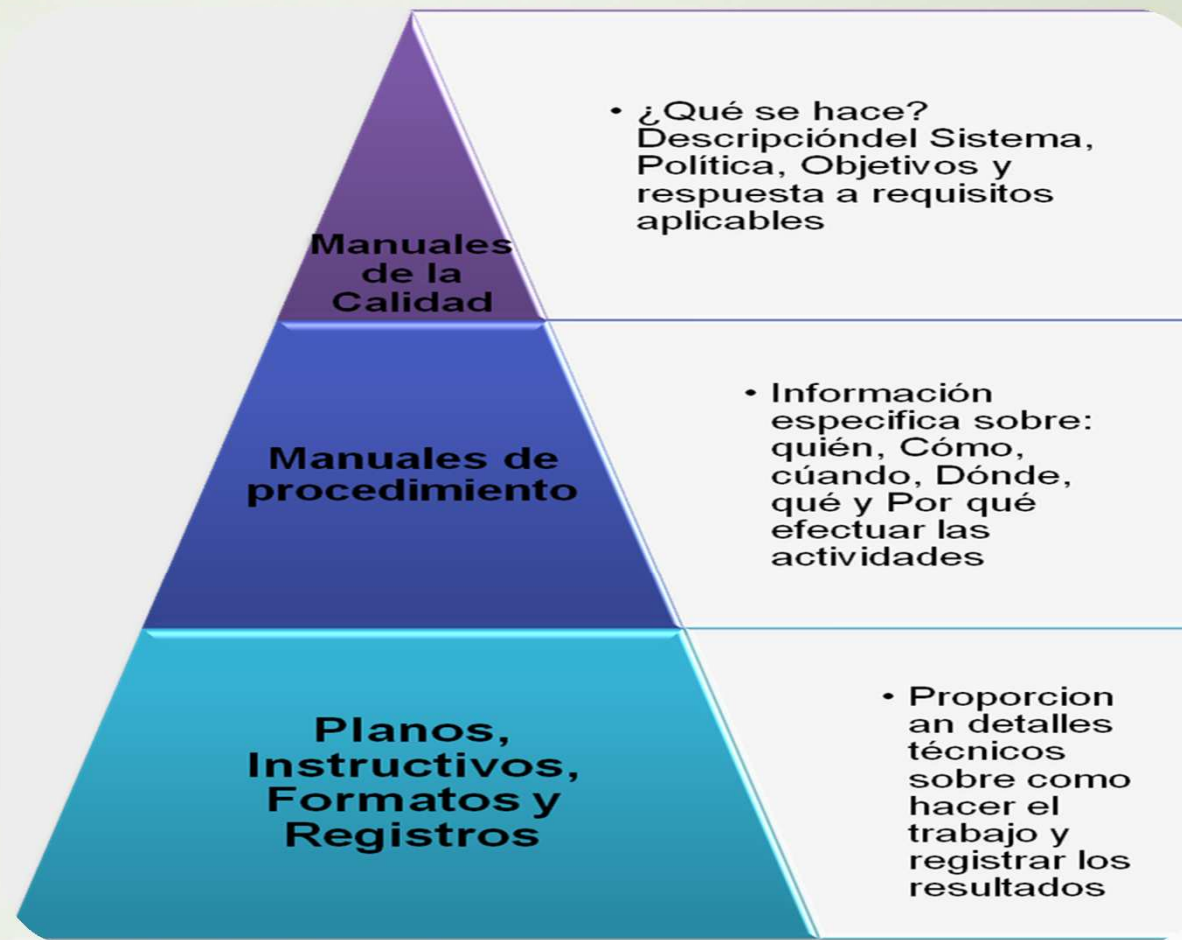 • ¿Qué se hace?
Descripcióndel Sistema,
Política, Objetivos y
respuesta a requisitos
aplicables
Manuales
de la
Calidad
• Información
especifica sobre:
quién, Cómo,
cúando, Dónde,
qué y Por qué
efectuar las
actividades
Manuales de
procedimiento
• Proporcion
an detalles
técnicos
sobre como
hacer el
trabajo y
registrar los
resultados
Planos,
Instructivos,
Formatos y
Registros